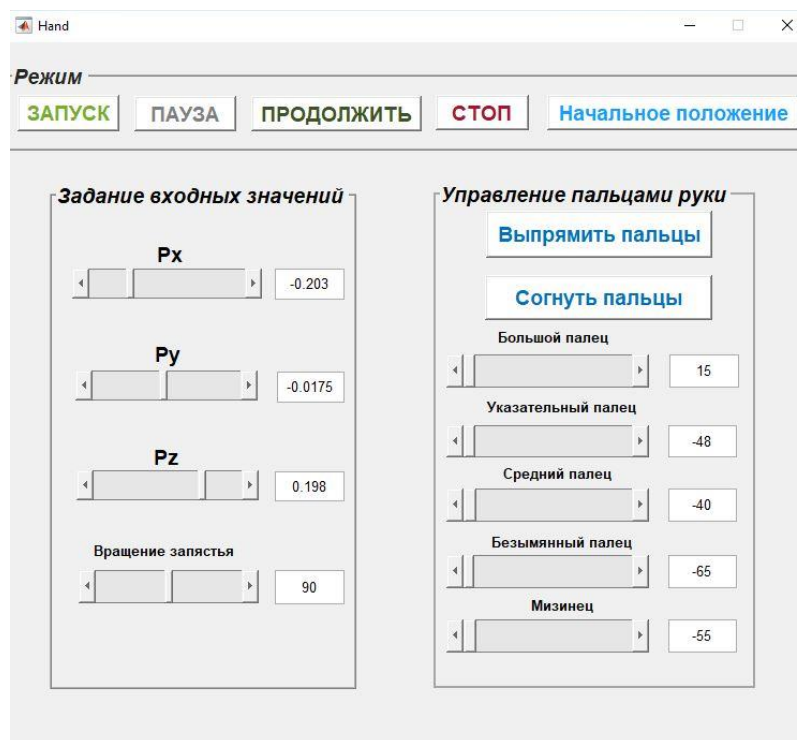 Hand
Режим
ЗАПУСК ПАУЗА ПРОДОЛЖИТЬ СТОП Начальное положение
Задание входных значений
Px
-0.203
Py
-0.0175
Pz
0.198
Вращение запястья
90
Управление пальцами руки
Выпрямить пальцы
Согнуть пальцы
Большой палец
15
Указательный палец
-48
Средний палец
-40
Безымянный палец
-65
Мизинец
-55